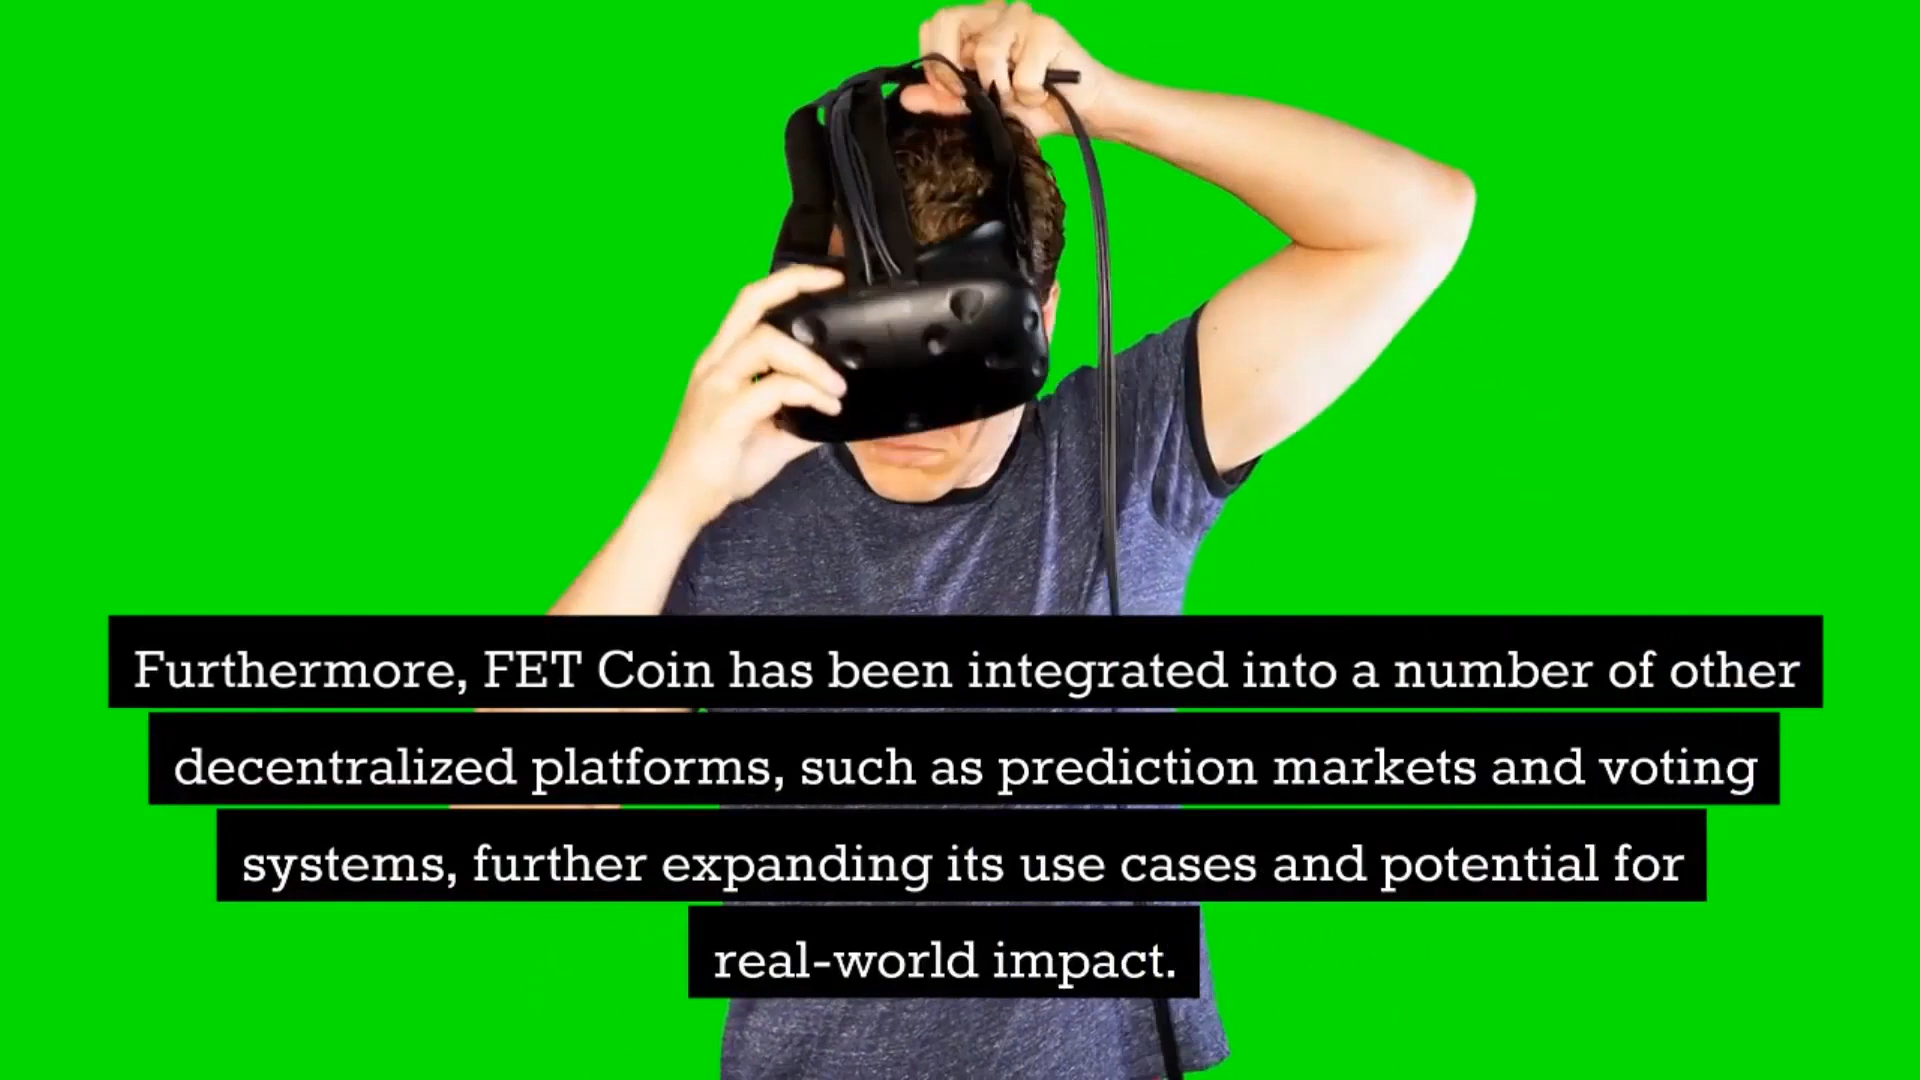 Furthermore, FET Coin has been integrated into a number of other
decentralized platforms, such as prediction markets and voting
systems, further expanding its use cases and potential for
real-world impact.